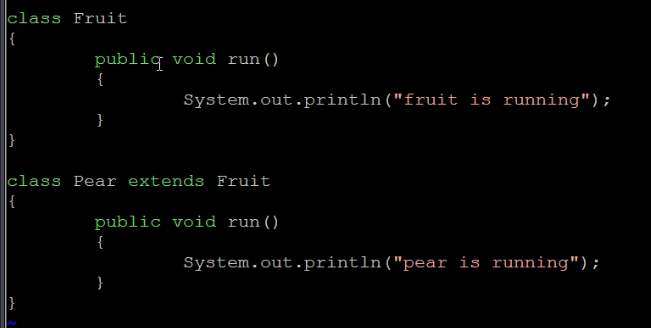 class Fruit
{
        public void run()
        {
                System.out.println("fruit is running");
        }
}

class Pear extends Fruit
{
        public void run()
        {
                System.out.println("pear is running");
        }
}
~